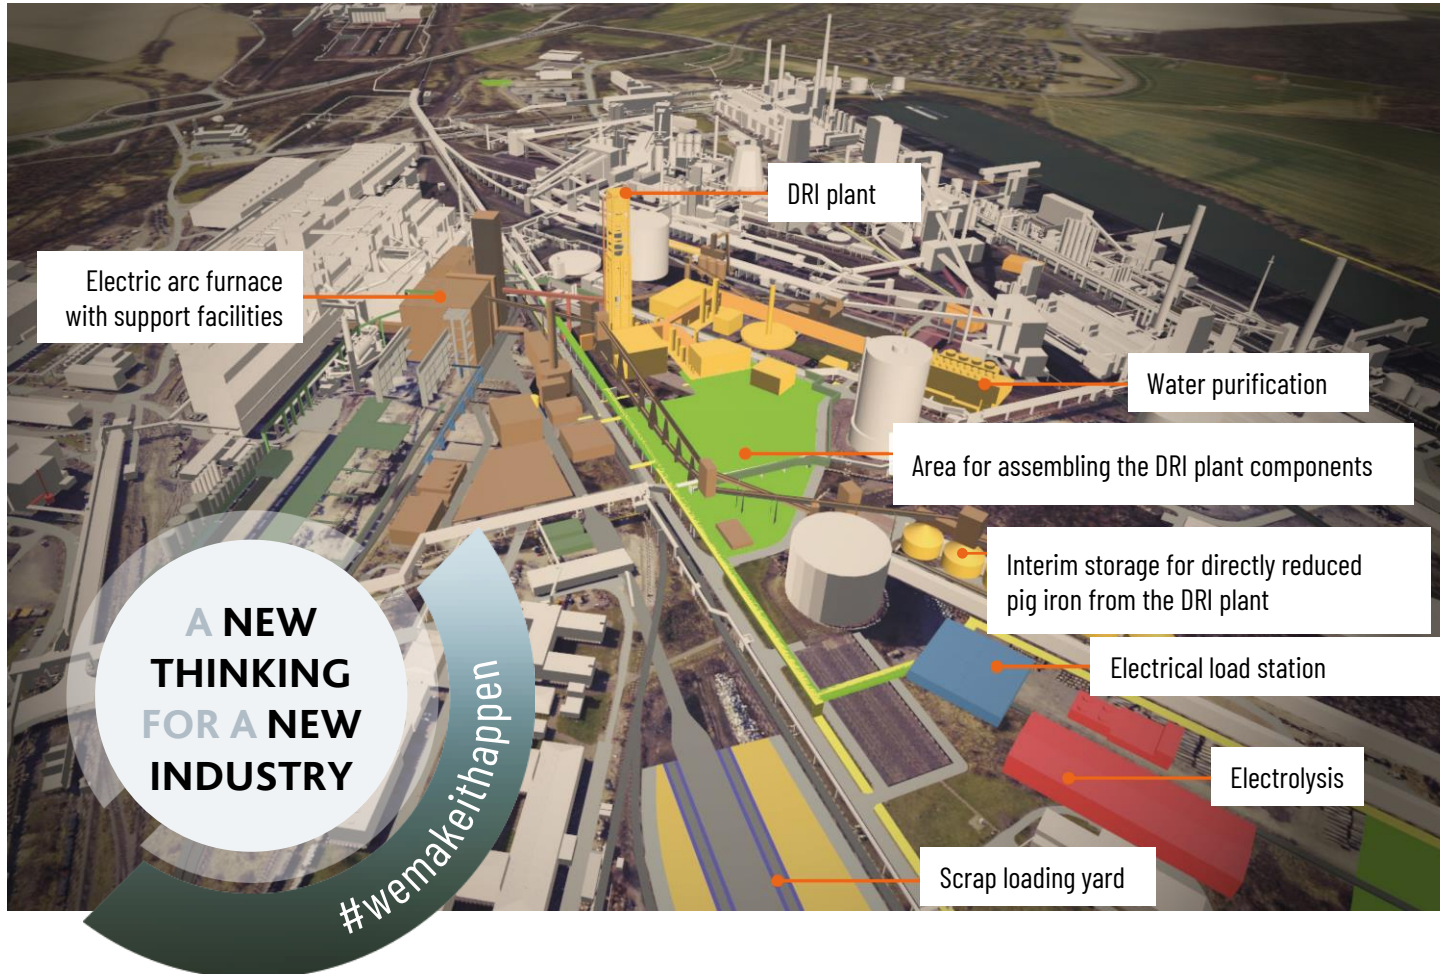 DRI plant
Electric arc furnace
with support facilities
Water purification
Area for assembling the DRI plant components
Interim storage for directly reduced
pig iron from the DRI plant
Electrical load station
Electrolysis
Scrap loading yard
A NEW
THINKING
FOR A NEW
INDUSTRY
#wemakeithappen